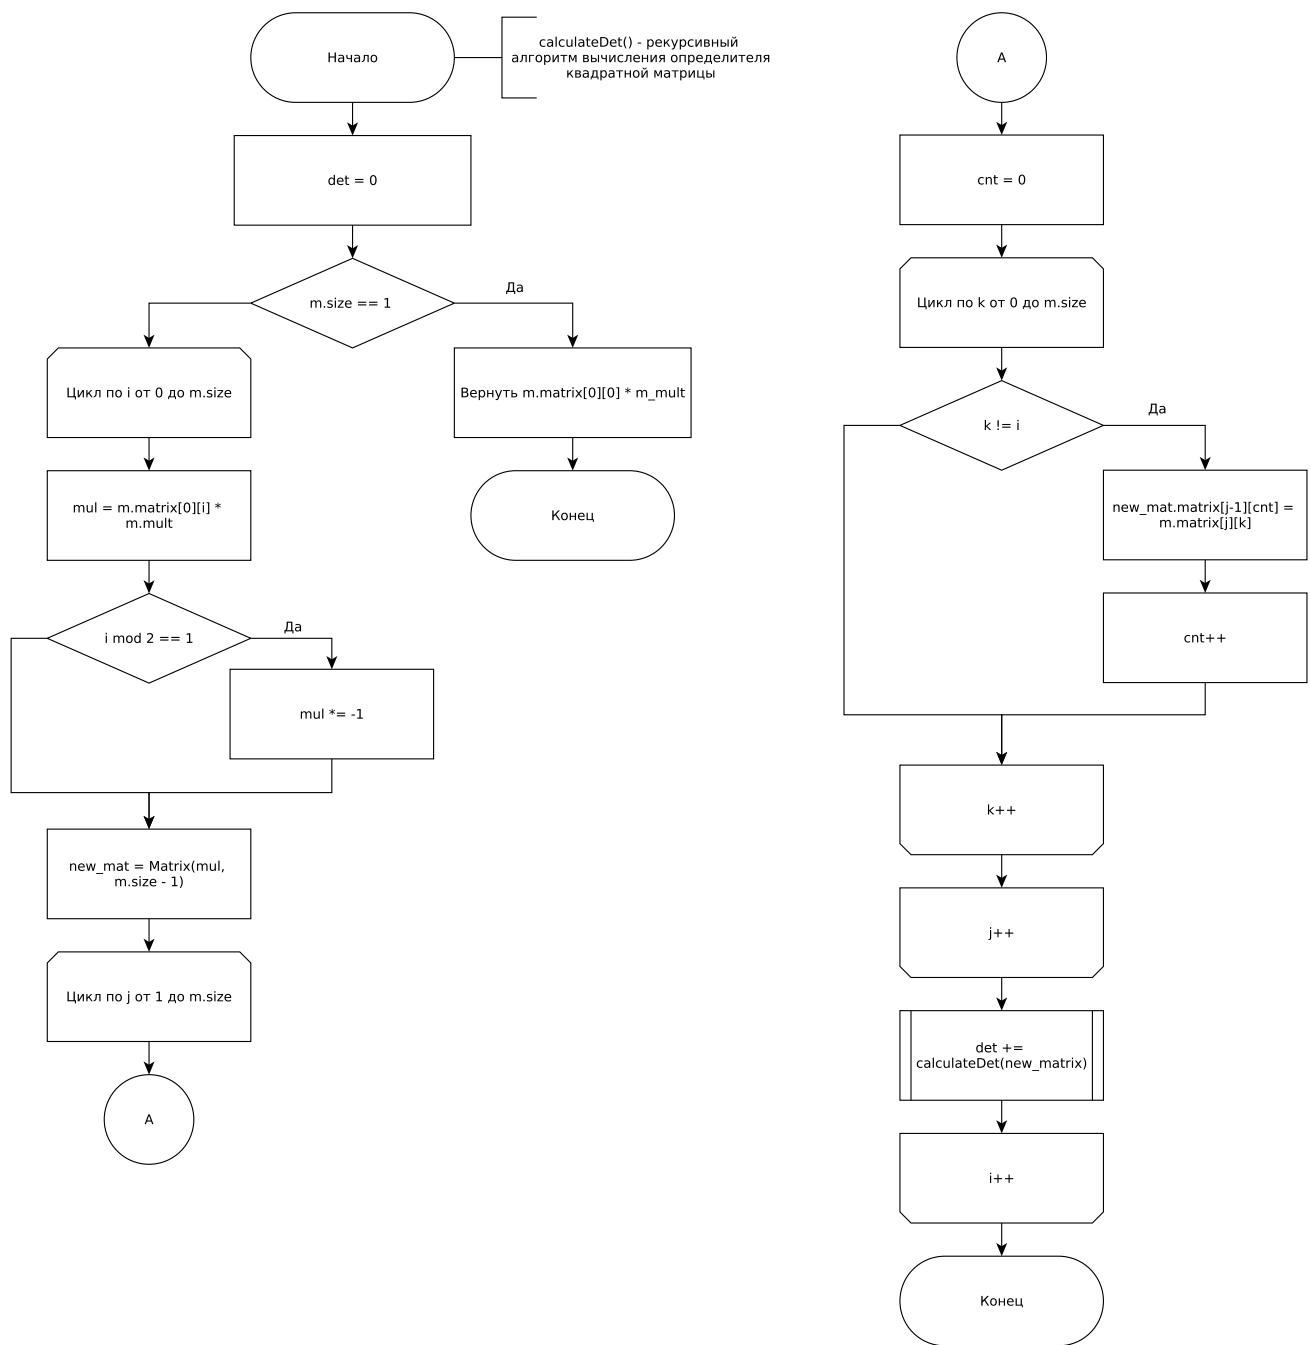 Начало
calculateDet() - рекурсивный
алгоритм вычисления определителя
квадратной матрицы
det = 0
m.size == 1
Да
Цикл по i от 0 до m.size
Вернуть m.matrix[0][0] * m_mult
mul = m.matrix[0][i] *
m.mult
Конец
i mod 2 == 1
Да
mul *= -1
new_mat = Matrix(mul,
m.size - 1)
Цикл по j от 1 до m.size
A
A
cnt = 0
Цикл по k от 0 до m.size
k != i
Да
new_mat.matrix[j-1][cnt] =
m.matrix[j][k]
cnt++
k++
j++
det +=
calculateDet(new_matrix)
i++
Конец